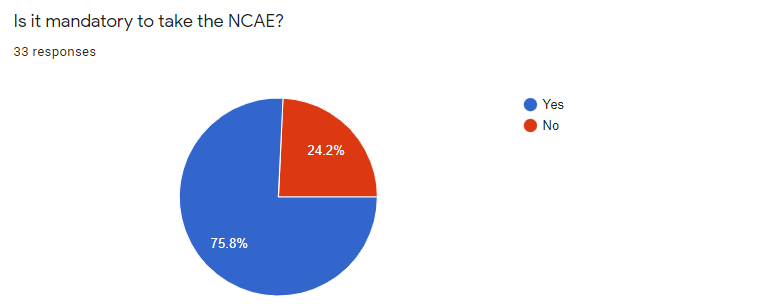 Is it mandatory to take the NCAE?
33 responses
Yes
No
24.2%
75.8%